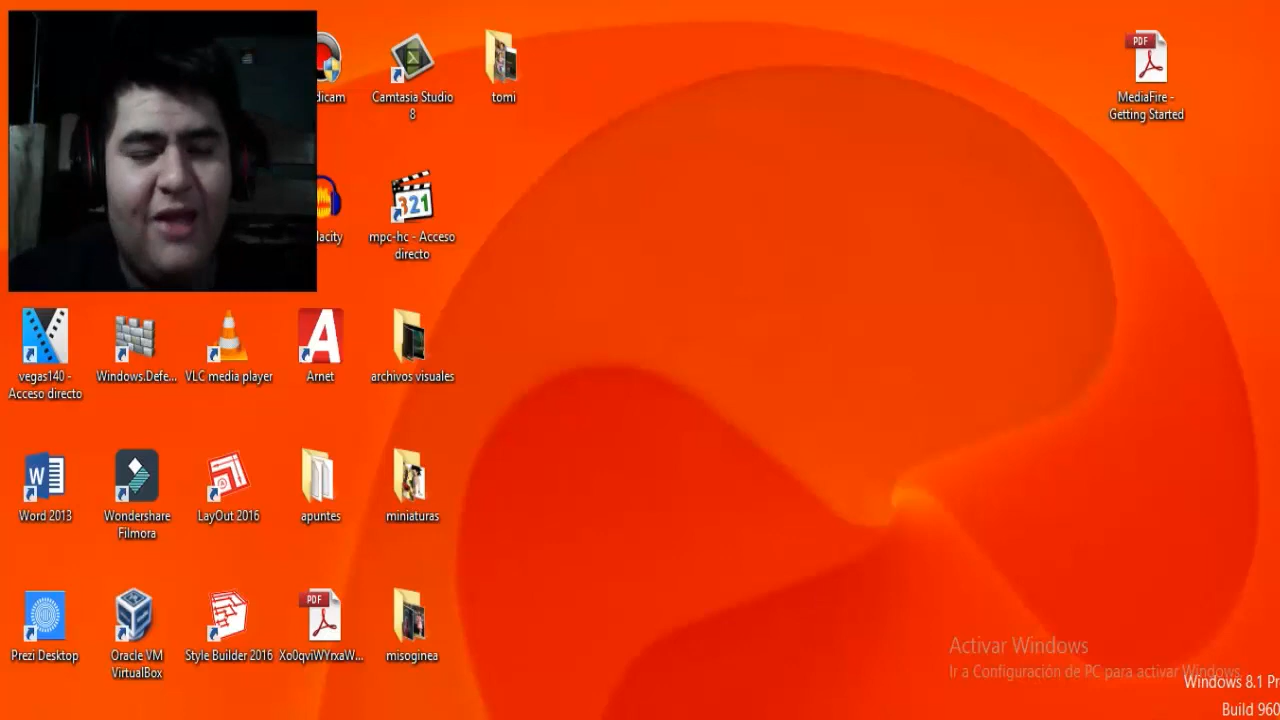 dicam
Camtasia Studio
8
tomi
PDF
MediaFire -
Getting Started
lacity
321
mpc-hc - Acceso
directo
vegas140 -
Acceso directo
Windows.Defe...
VLC media player
A
Arnet
archivos visuales
W
Word 2013
Wondershare
Filmora
LayOut 2016
apuntes
miniaturas
PDF
Prezi Desktop
Oracle VM
VirtualBox
Style Builder 2016
Xo0qviWYrxaW...
misoginea
Activar Windows
Ir a Configuración de PC para activar Windows.
Windows 8.1 Pr
Build 960